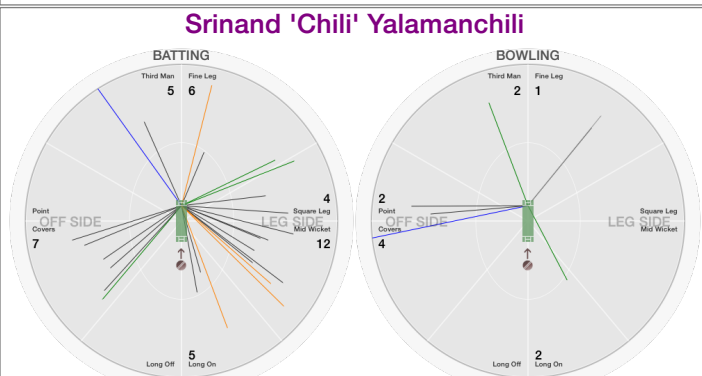 Srinand 'Chili' Yalamanchili
BATTING
Third Man Fine Leg
5 6
4
Point Square Leg
OFF SIDE LEG SIDE
Covers Mid Wicket
7 12
5
Long Off Long On
BOWLING
Third Man Fine Leg
2 1
2
Point Square Leg
OFF SIDE LEG SIDE
Covers Mid Wicket
4
2
Long Off Long On